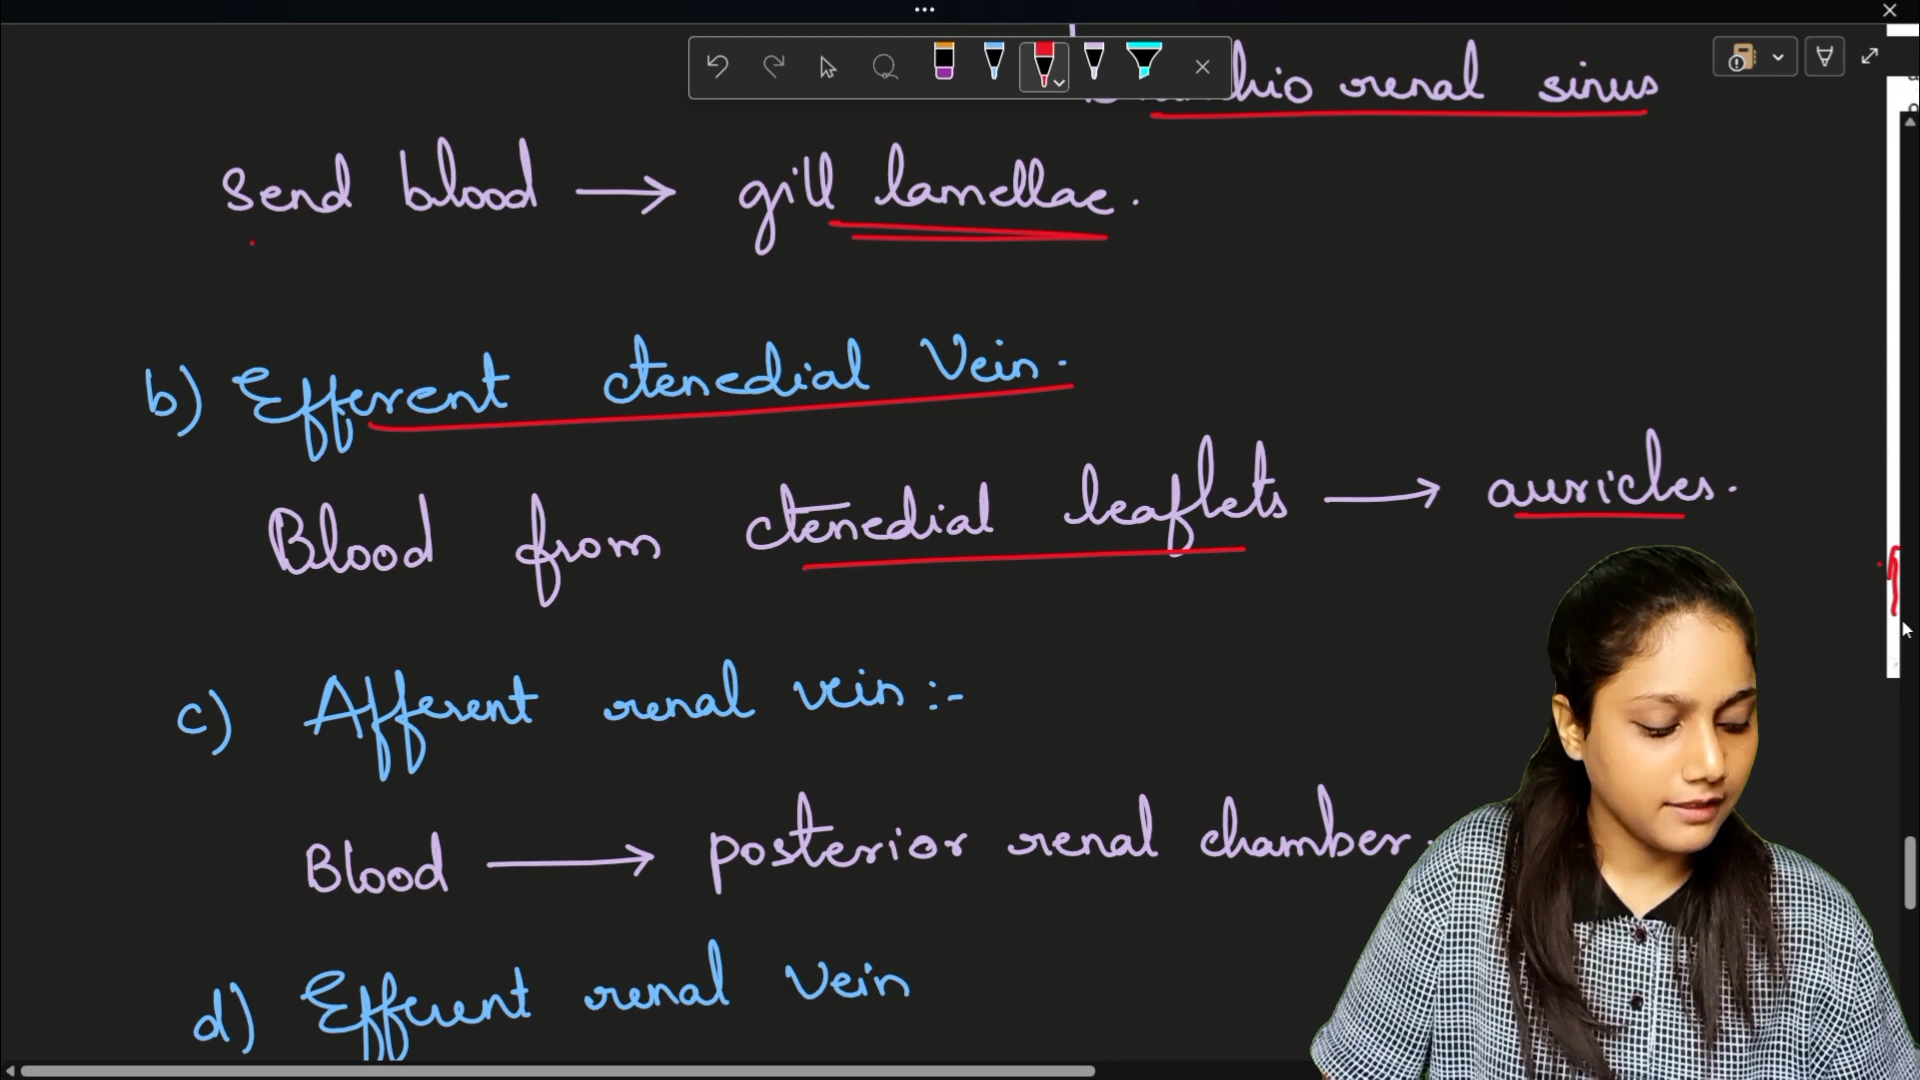 renal sinus
Send blood → gill lamellae.
b) Efferent ctenedial Vein.
Blood from ctenedial leaflets → auricles.
c) Afferent renal vein :-
Blood → posterior renal chamber.
d) Efferent renal vein